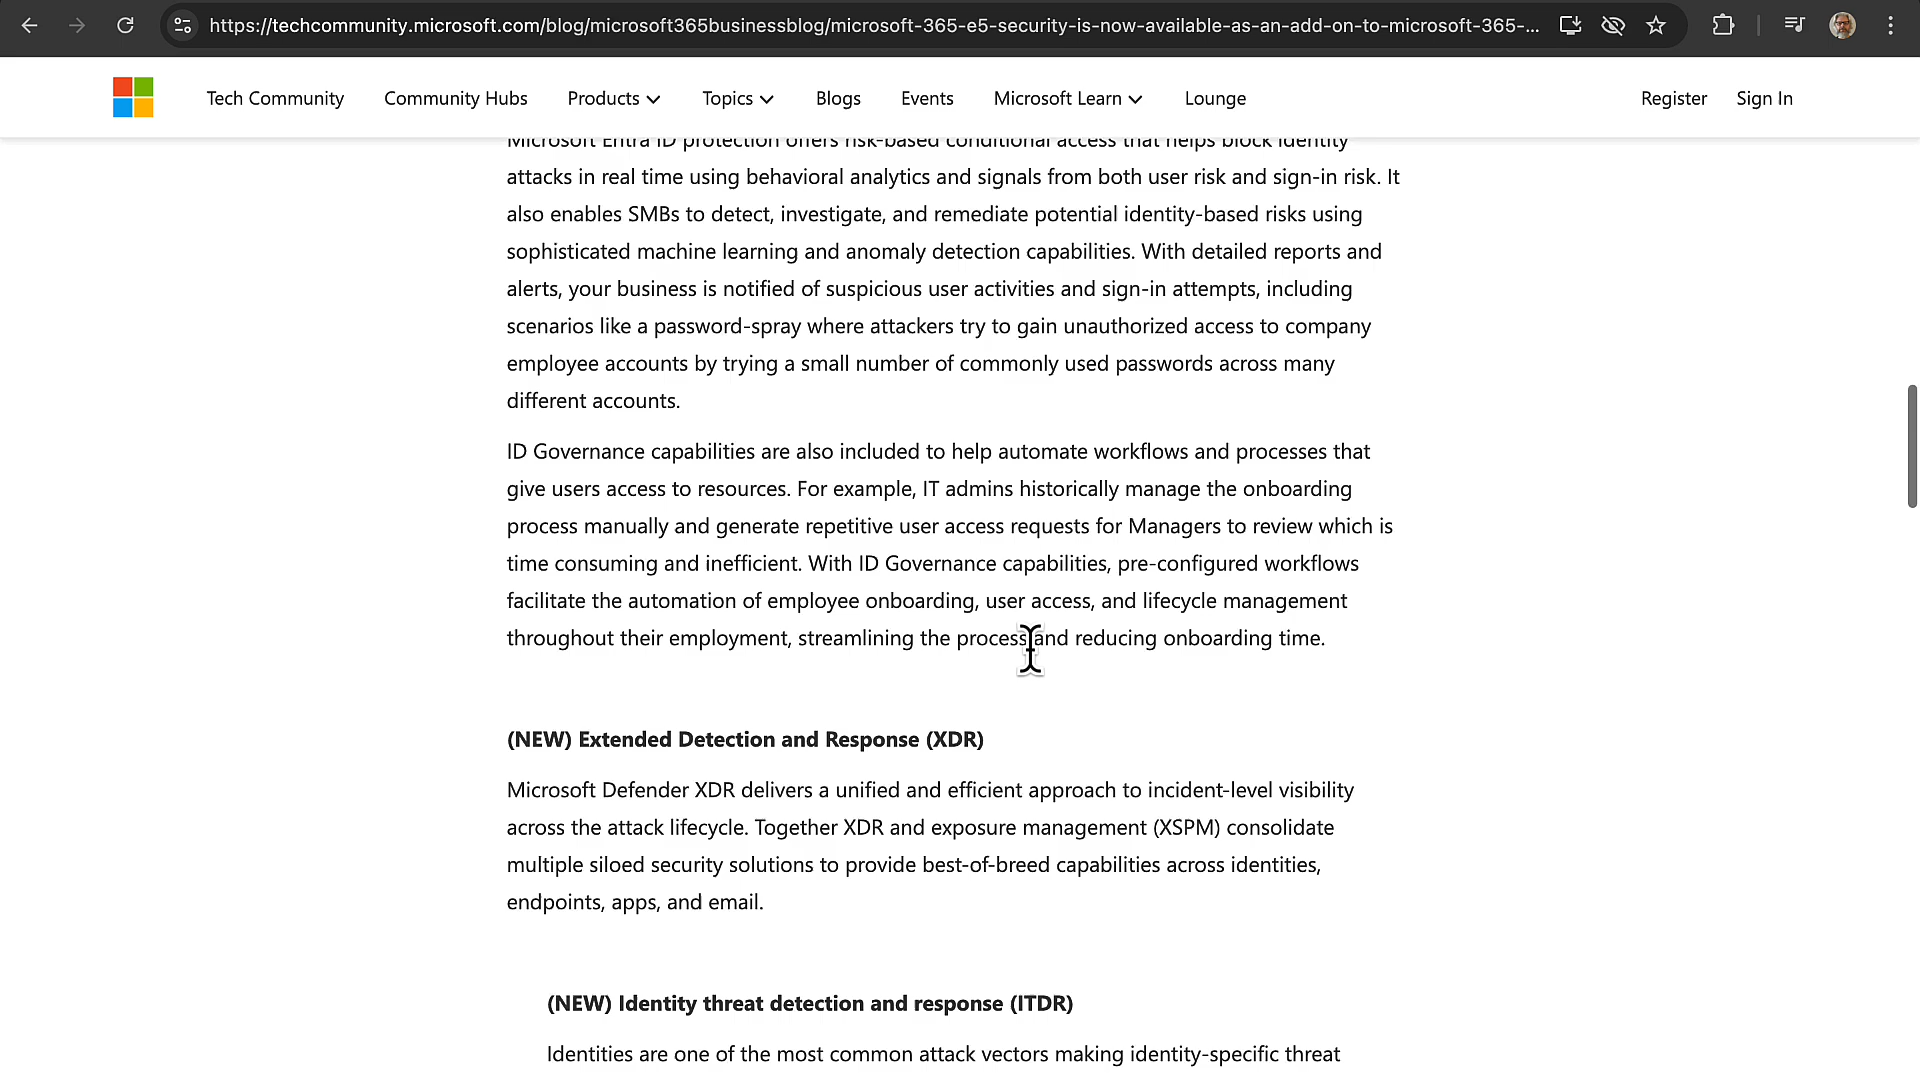 https://techcommunity.microsoft.com/blog/microsoft365businessblog/microsoft-365-e5-security-is-now-available-as-an-add-on-to-microsoft-365-...
Tech Community Community Hubs Products Topics Blogs Events Microsoft Learn Lounge Register Sign In
Microsoft Entra ID protection offers risk-based conditional access that helps block identity
attacks in real time using behavioral analytics and signals from both user risk and sign-in risk. It
also enables SMBs to detect, investigate, and remediate potential identity-based risks using
sophisticated machine learning and anomaly detection capabilities. With detailed reports and
alerts, your business is notified of suspicious user activities and sign-in attempts, including
scenarios like a password-spray where attackers try to gain unauthorized access to company
employee accounts by trying a small number of commonly used passwords across many
different accounts.
ID Governance capabilities are also included to help automate workflows and processes that
give users access to resources. For example, IT admins historically manage the onboarding
process manually and generate repetitive user access requests for Managers to review which is
time consuming and inefficient. With ID Governance capabilities, pre-configured workflows
facilitate the automation of employee onboarding, user access, and lifecycle management
throughout their employment, streamlining the process and reducing onboarding time.
(NEW) Extended Detection and Response (XDR)
Microsoft Defender XDR delivers a unified and efficient approach to incident-level visibility
across the attack lifecycle. Together XDR and exposure management (XSPM) consolidate
multiple siloed security solutions to provide best-of-breed capabilities across identities,
endpoints, apps, and email.
(NEW) Identity threat detection and response (ITDR)
Identities are one of the most common attack vectors making identity-specific threat